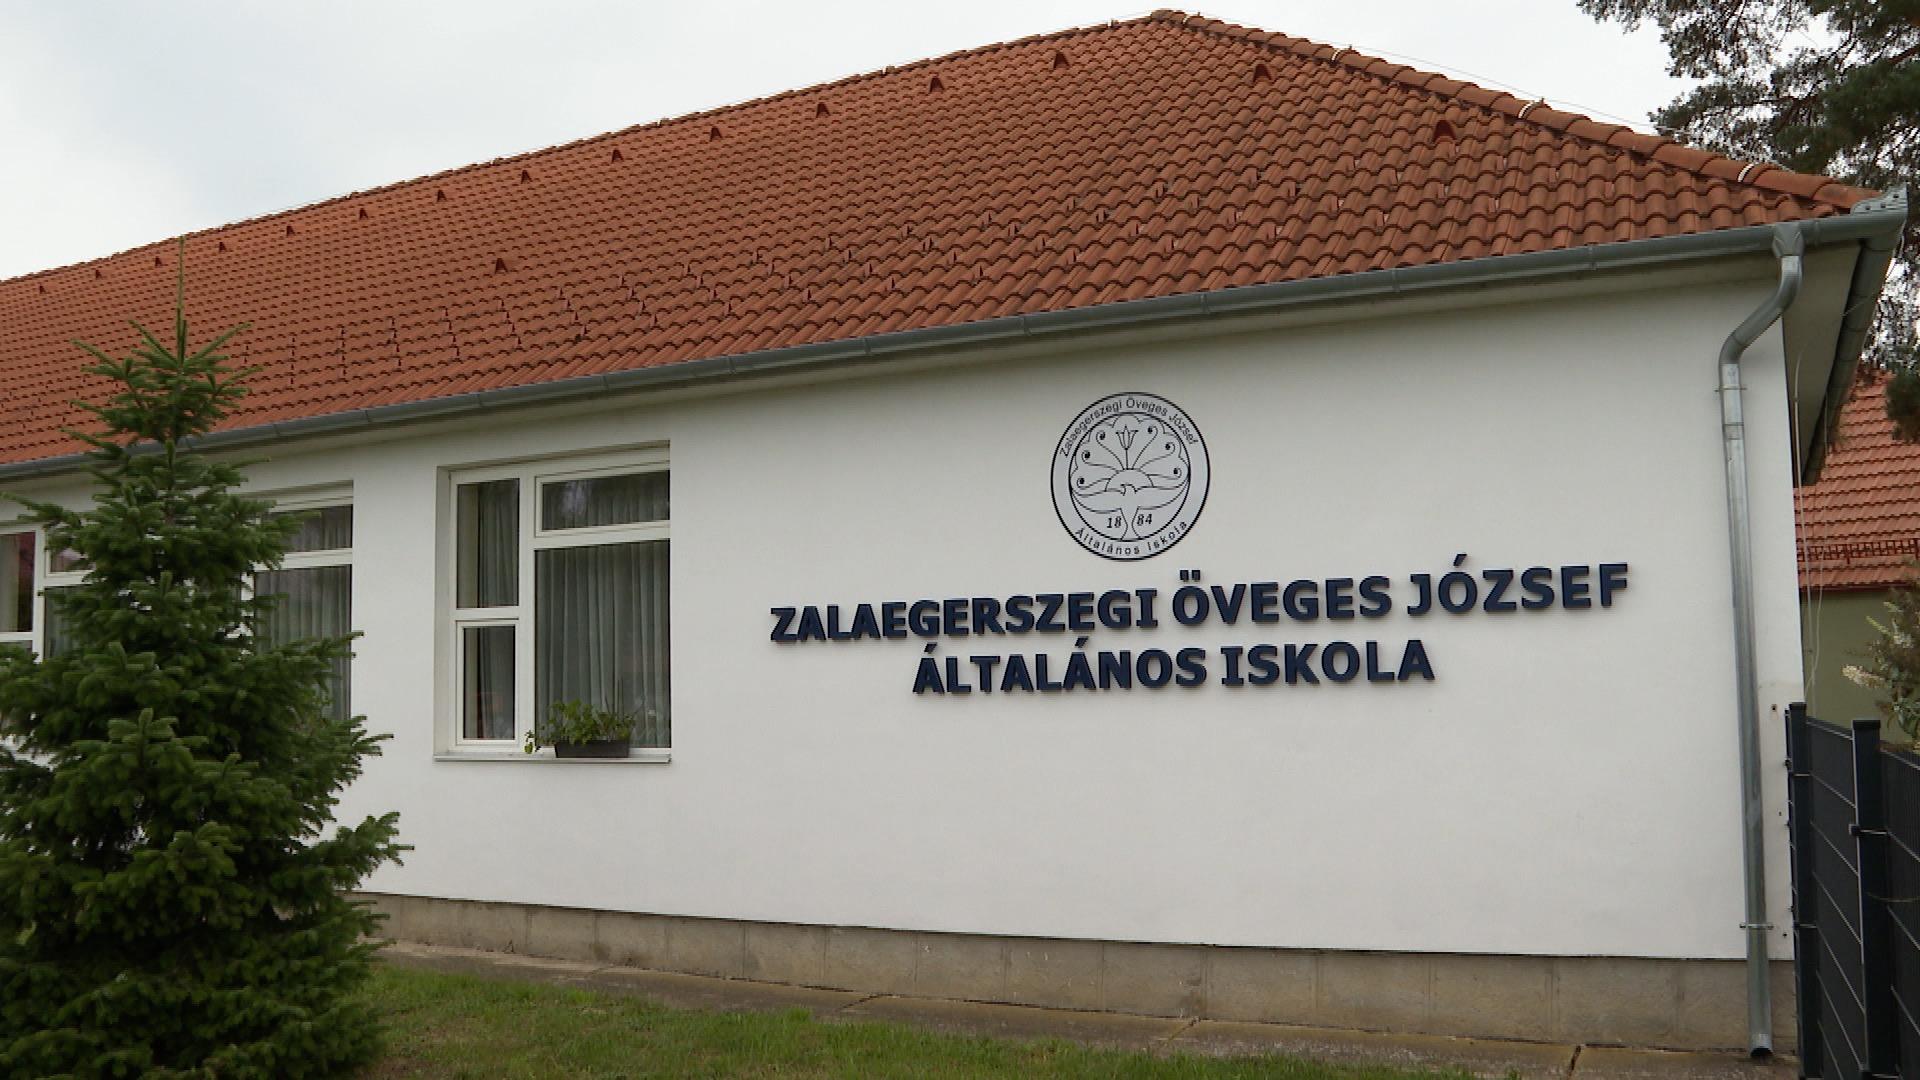 Zalaegerszegi Öveges József
18 84
Általános Iskola
ZALAEGERSZEGI ÖVEGES JÓZSEF
ÁLTALÁNOS ISKOLA